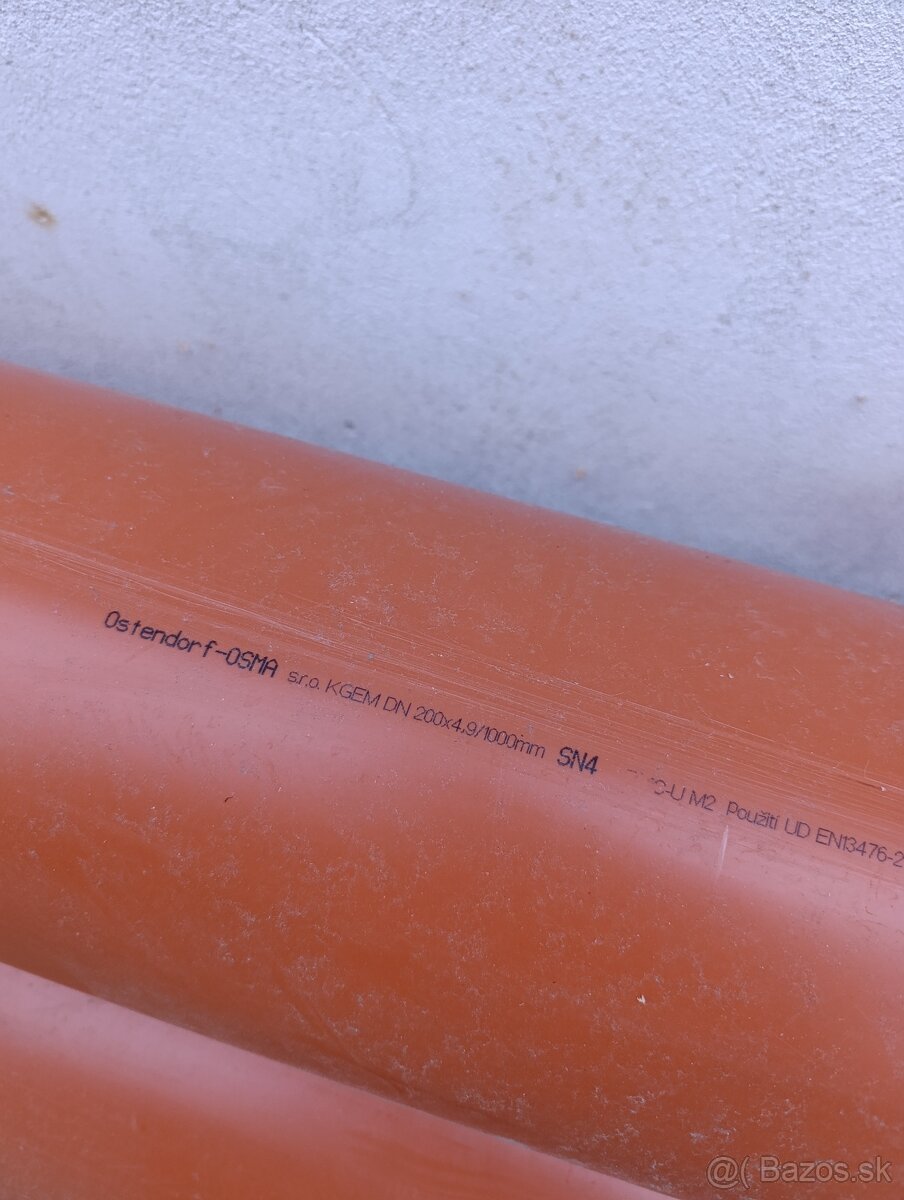 Ostendorf-OSMA s.r.o. KGEM DN 200x4,9/1000mm SN4 C-U M2 Použití UD EN13476-2
@( Bazos.sk